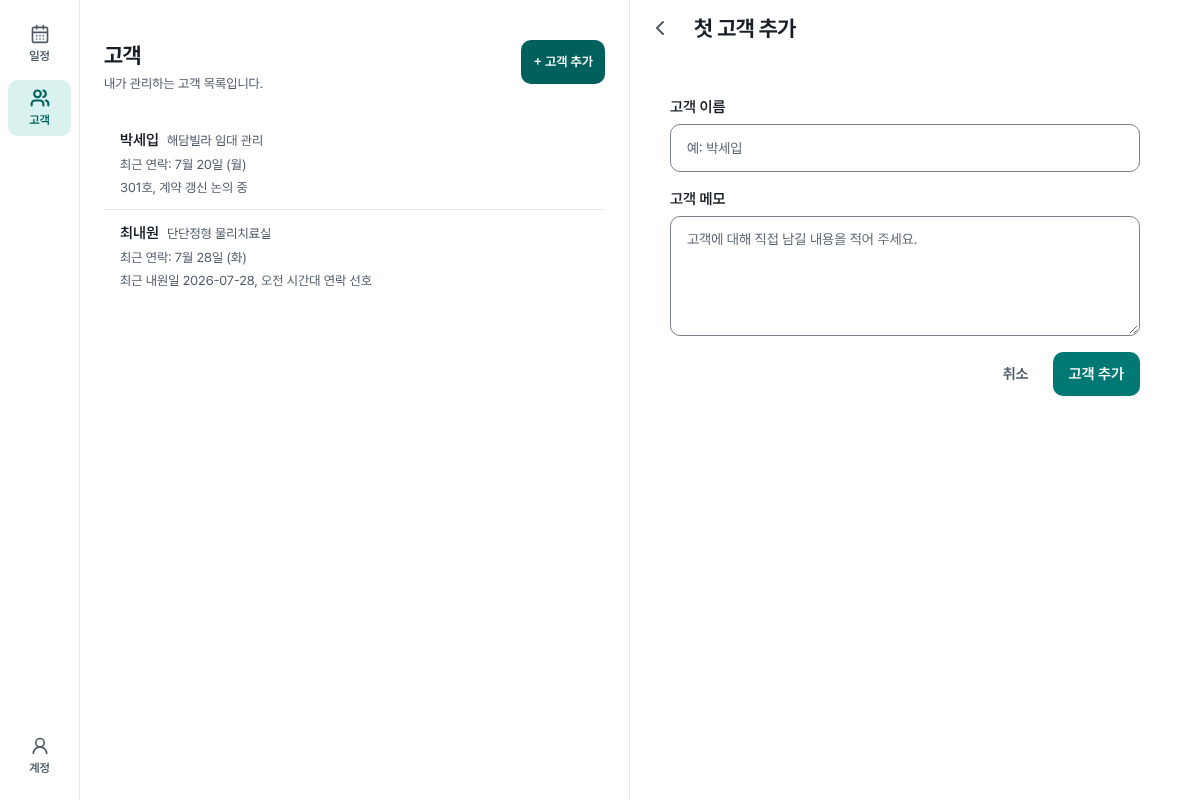 일정
고객
계정
고객
내가 관리하는 고객 목록입니다.
+ 고객 추가
박세입 해담빌라 임대 관리
최근 연락: 7월 20일 (월)
301호, 계약 갱신 논의 중
최내원 단단정형 물리치료실
최근 연락: 7월 28일 (화)
최근 내원일 2026-07-28, 오전 시간대 연락 선호
첫 고객 추가
고객 이름
예: 박세입
고객 메모
고객에 대해 직접 남길 내용을 적어 주세요.
취소
고객 추가